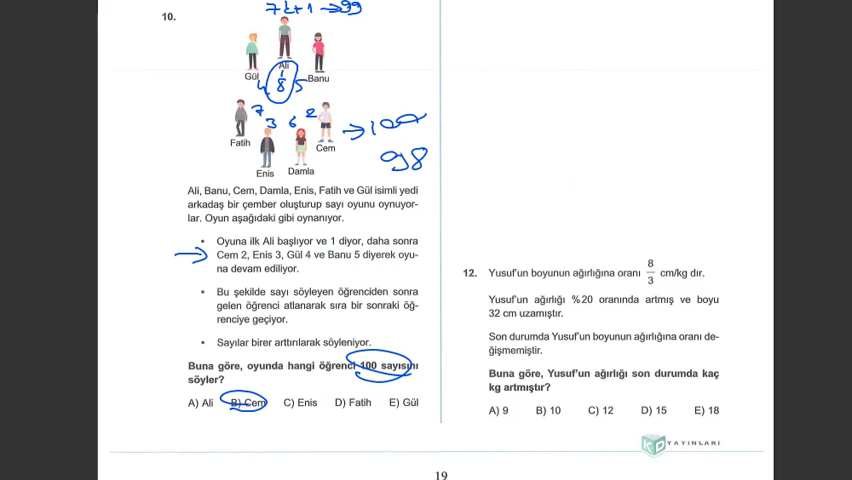 7k+1→99
10.
Ali
Gül
Banu
1
4 8 5
7 3 6 2
→100
98
Fatih
Cem
Enis
Damla
Ali, Banu, Cem, Damla, Enis, Fatih ve Gül isimli yedi
arkadaş bir çember oluşturup sayı oyunu oynuyor-
lar. Oyun aşağıdaki gibi oynanıyor.
• Oyuna ilk Ali başlıyor ve 1 diyor, daha sonra
Cem 2, Enis 3, Gül 4 ve Banu 5 diyerek oyu-
na devam ediliyor.
• Bu şekilde sayı söyleyen öğrenciden sonra
gelen öğrenci atlanarak sıra bir sonraki öğ-
renciye geçiyor.
• Sayılar birer arttırılarak söyleniyor.
Buna göre, oyunda hangi öğrenci 100 sayısını
söyler?
A) Ali B) Cem C) Enis D) Fatih E) Gül
12. Yusuf'un boyunun ağırlığına oranı 8/3 cm/kg dır.
Yusuf'un ağırlığı %20 oranında artmış ve boyu
32 cm uzamıştır.
Son durumda Yusuf'un boyunun ağırlığına oranı de-
ğişmemiştir.
Buna göre, Yusuf'un ağırlığı son durumda kaç
kg artmıştır?
A) 9 B) 10 C) 12 D) 15 E) 18
KD YAYINLARI
19